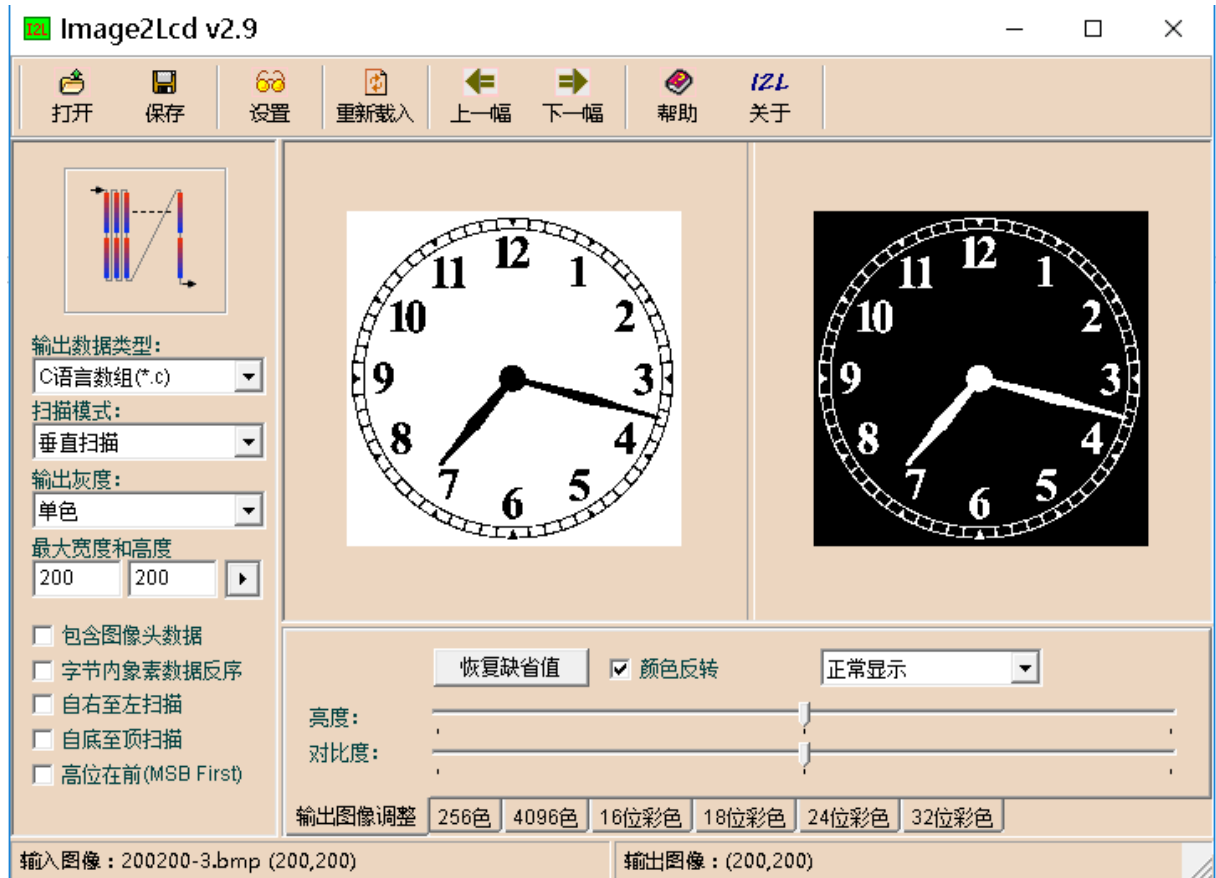 I2L Image2Lcd v2.9
打开 保存 设置 重新载入 上一幅 下一幅 帮助 I2L 关于
输出数据类型:
C语言数组(*.c)
扫描模式:
垂直扫描
输出灰度:
单色
最大宽度和高度
200 200
包含图像头数据
字节内象素数据反序
自右至左扫描
自底至顶扫描
高位在前(MSB First)
12
11 1
10 2
9 3
8 4
7 5
6
12
11 1
10 2
9 3
8 4
7 5
6
恢复缺省值 颜色反转 正常显示
亮度:
对比度:
输出图像调整 256色 4096色 16位彩色 18位彩色 24位彩色 32位彩色
输入图像:200200-3.bmp (200,200) 输出图像:(200,200)